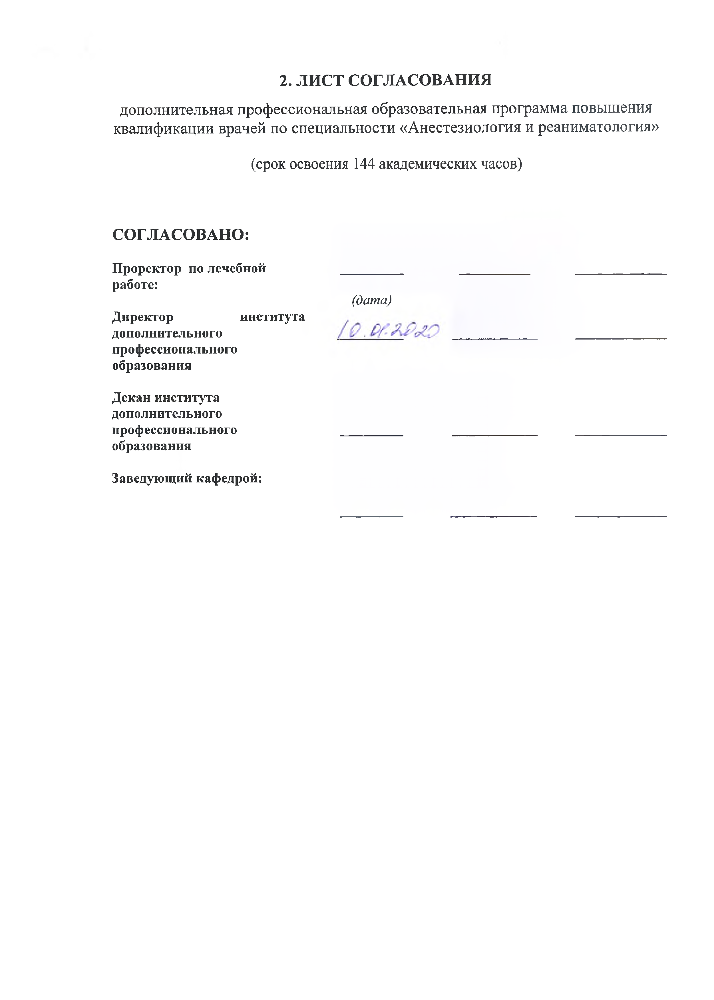 2. ЛИСТ СОГЛАСОВАНИЯ
дополнительная профессиональная образовательная программа повышения
квалификации врачей по специальности «Анестезиология и реаниматология»
(срок освоения 144 академических часов)
СОГЛАСОВАНО:
Проректор по лечебной
работе:
(дата)
Директор института
дополнительного
профессионального
образования
10.01.2020
Декан института
дополнительного
профессионального
образования
Заведующий кафедрой: